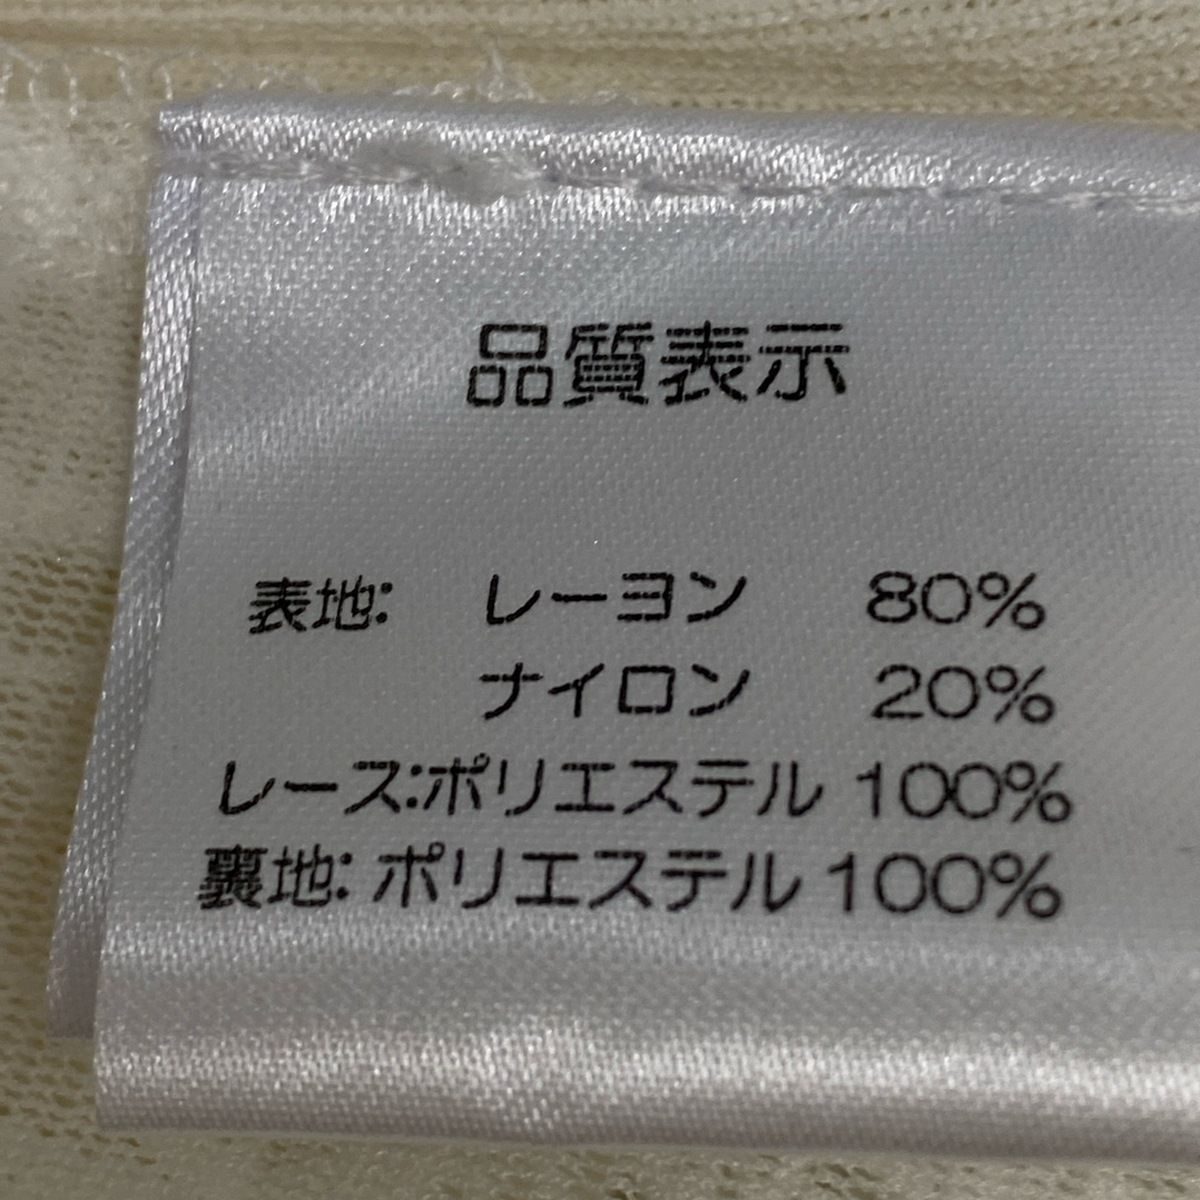 品質表示
表地: レーヨン 80%
ナイロン 20%
レース:ポリエステル 100%
裏地: ポリエステル 100%